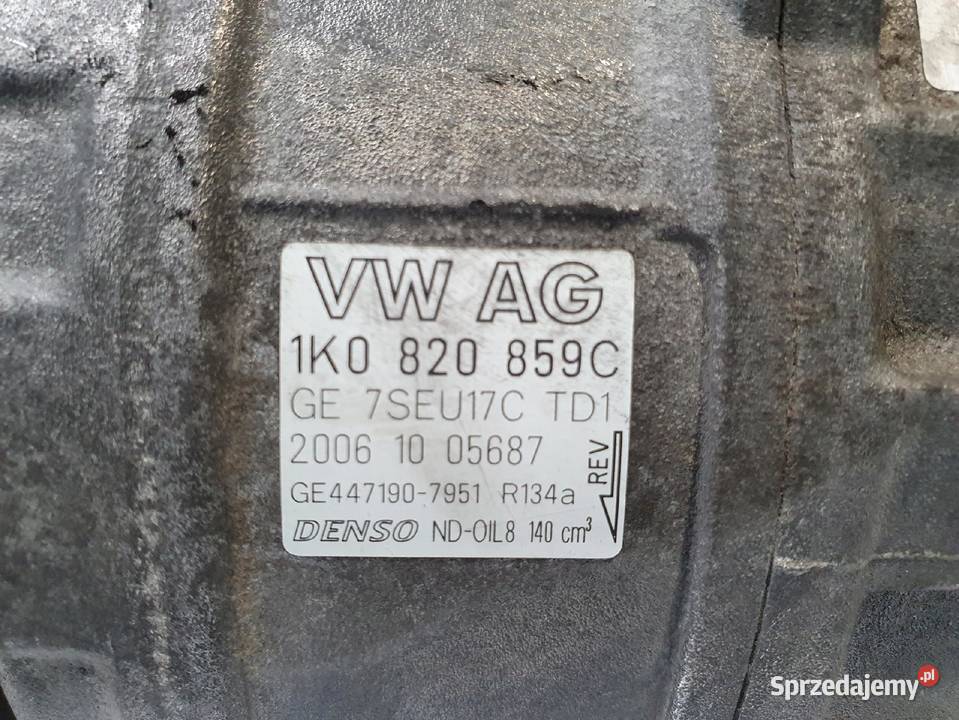 VW AG
1K0 820 859C
GE 7SEU17C TD1
2006 10 05687
REV
GE447190-7951 R134a
DENSO ND-OIL8 140 cm³
Sprzedajemy.pl